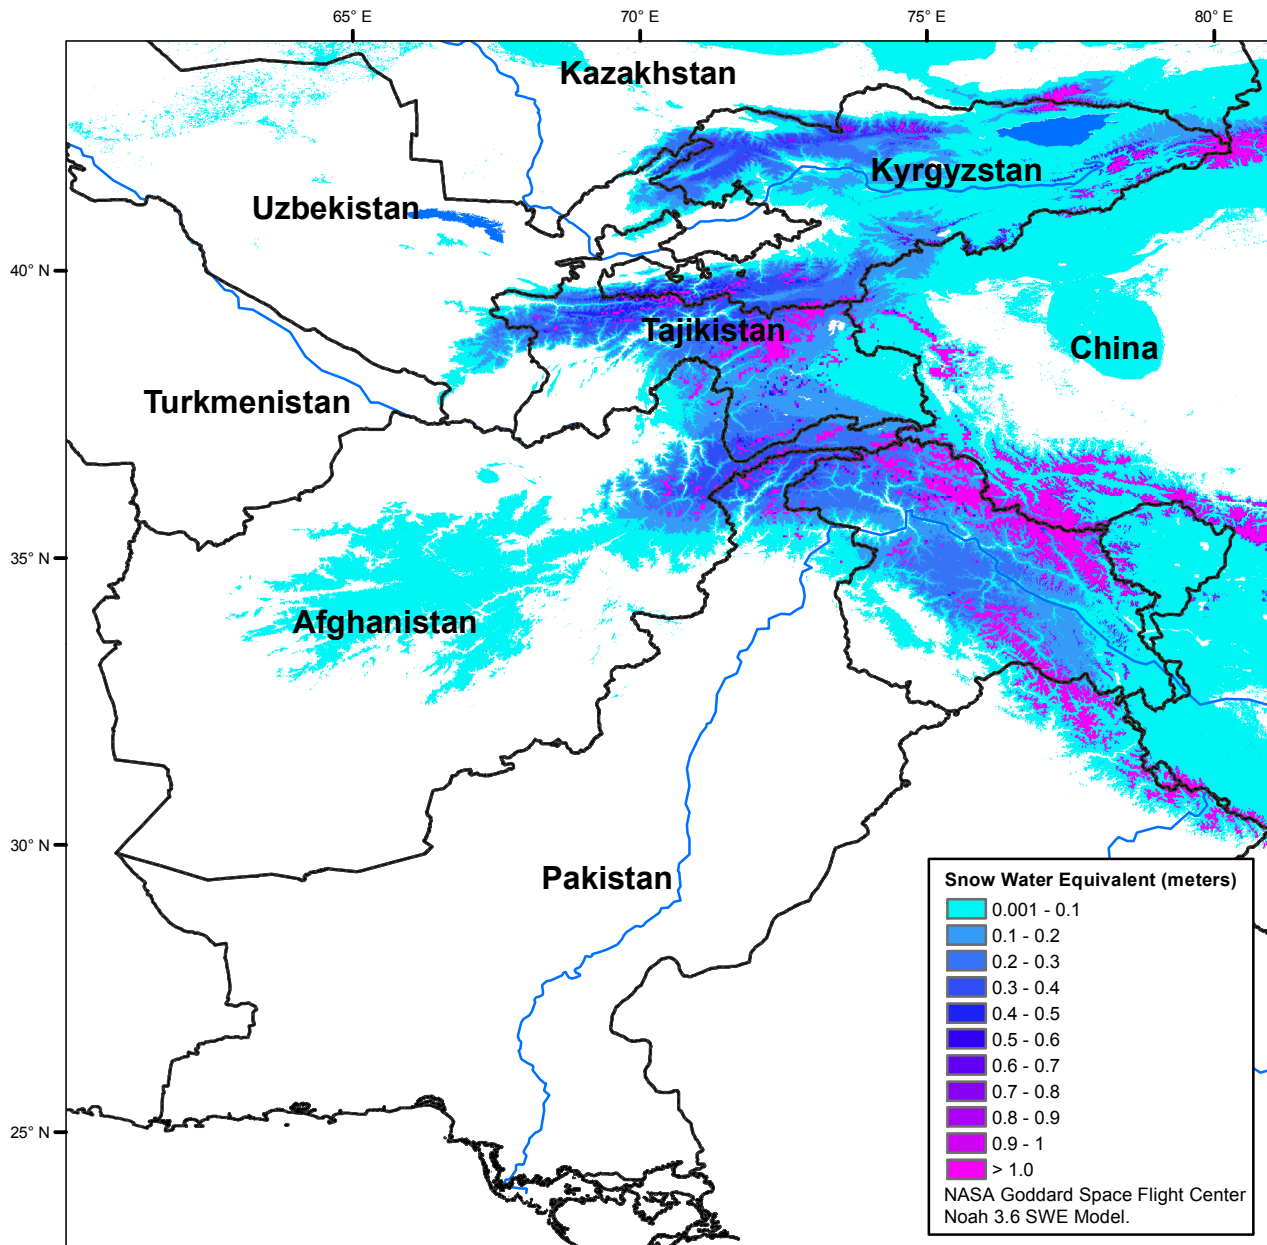 65° E
70° E
75° E
80° E
Kazakhstan
Kyrgyzstan
Uzbekistan
40° N
Tajikistan
China
Turkmenistan
35° N
Afghanistan
30° N
Pakistan
25° N
Snow Water Equivalent (meters)
0.001 - 0.1
0.1 - 0.2
0.2 - 0.3
0.3 - 0.4
0.4 - 0.5
0.5 - 0.6
0.6 - 0.7
0.7 - 0.8
0.8 - 0.9
0.9 - 1
> 1.0
NASA Goddard Space Flight Center
Noah 3.6 SWE Model.